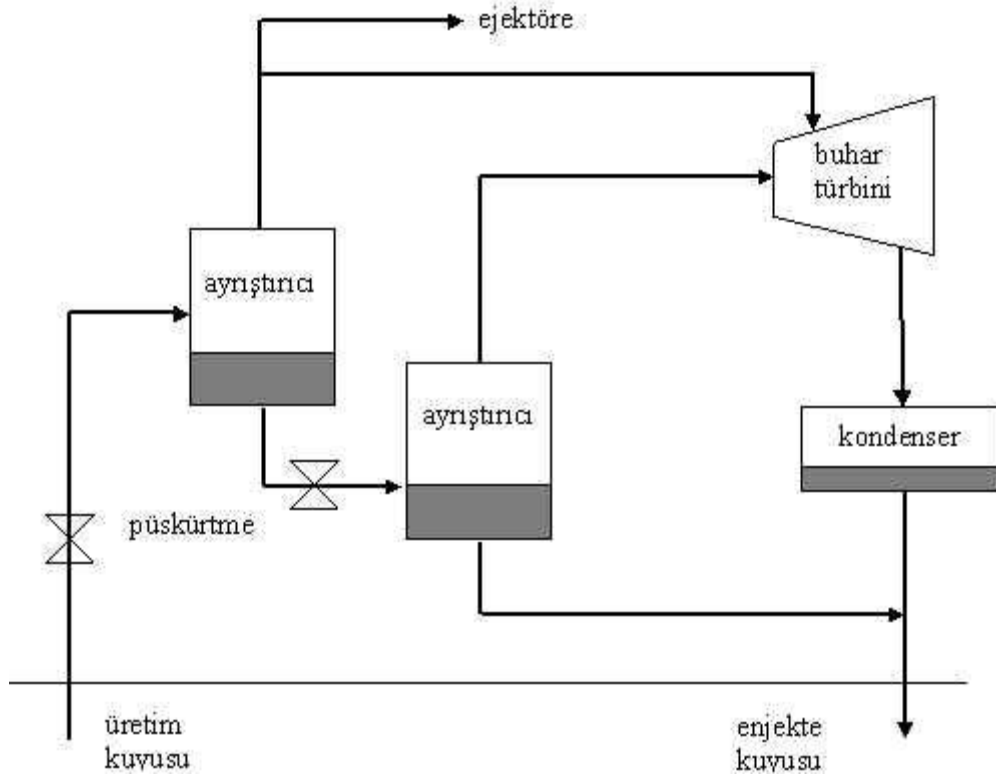 ejektöre
buhar
türbini
ayrıştırıcı
ayrıştırıcı
kondenser
püskürtme
üretim
kuyusu
enjekte
kuyusu